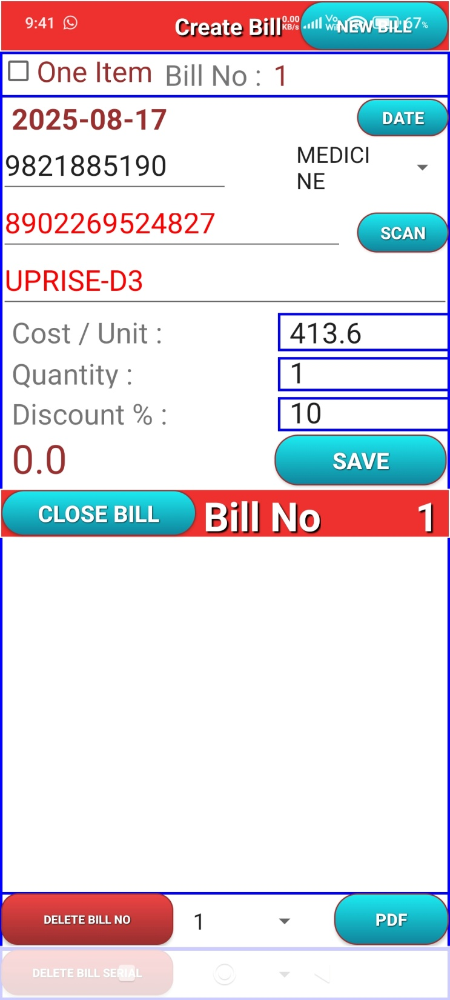 9:41 Create Bill 0.00 KB/s Vo Wi NEW BILL 67%
One Item Bill No : 1
2025-08-17 DATE
9821885190 MEDICI
NE
8902269524827 SCAN
UPRISE-D3
Cost / Unit : 413.6
Quantity : 1
Discount % : 10
0.0 SAVE
CLOSE BILL Bill No 1
DELETE BILL NO 1 PDF
DELETE BILL SERIAL